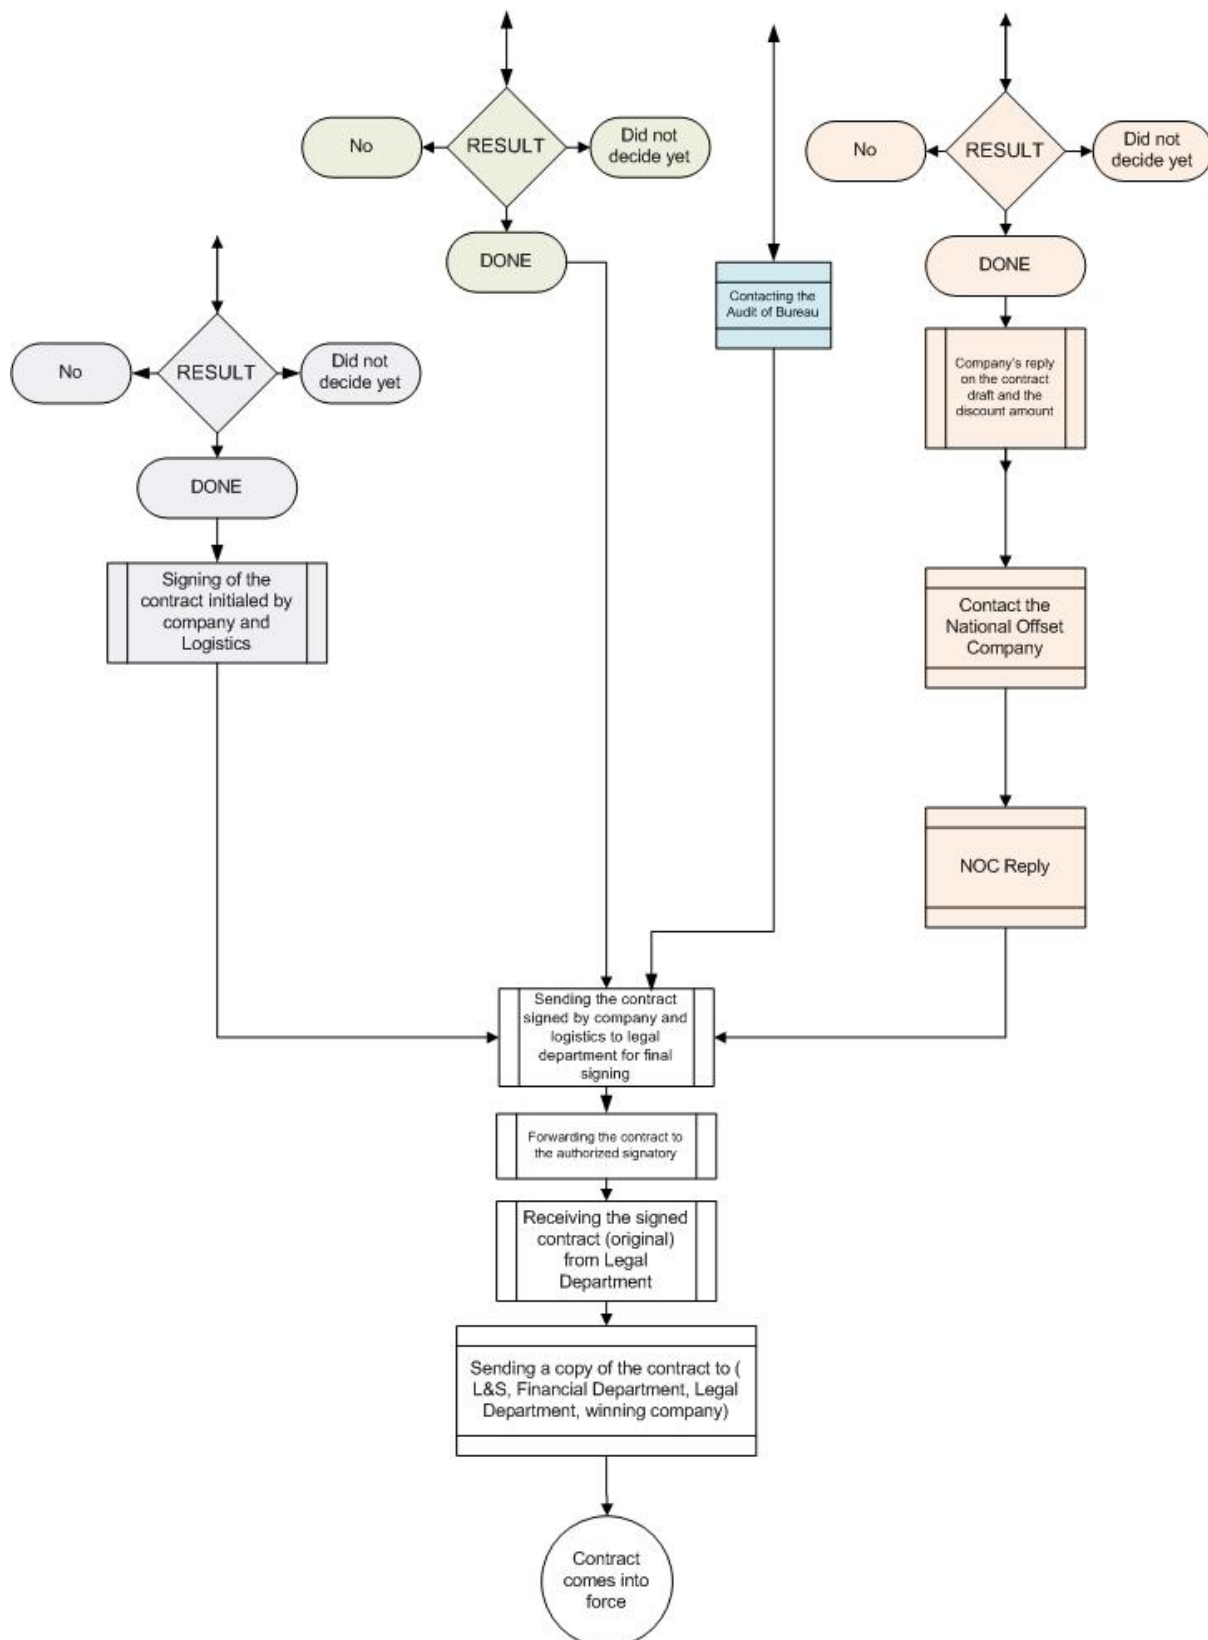 No
RESULT
Did not
decide yet
No
RESULT
Did not
decide yet
DONE
DONE
Contacting the
Audit of Bureau
No
RESULT
Did not
decide yet
Company's reply
on the contract
draft and the
discount amount
DONE
Signing of the
contract initialed by
company and
Logistics
Contact the
National Offset
Company
NOC Reply
Sending the contract
signed by company and
logistics to legal
department for final
signing
Forwarding the contract to
the authorized signatory
Receiving the signed
contract (original)
from Legal
Department
Sending a copy of the contract to (
L&S, Financial Department, Legal
Department, winning company)
Contract
comes into
force